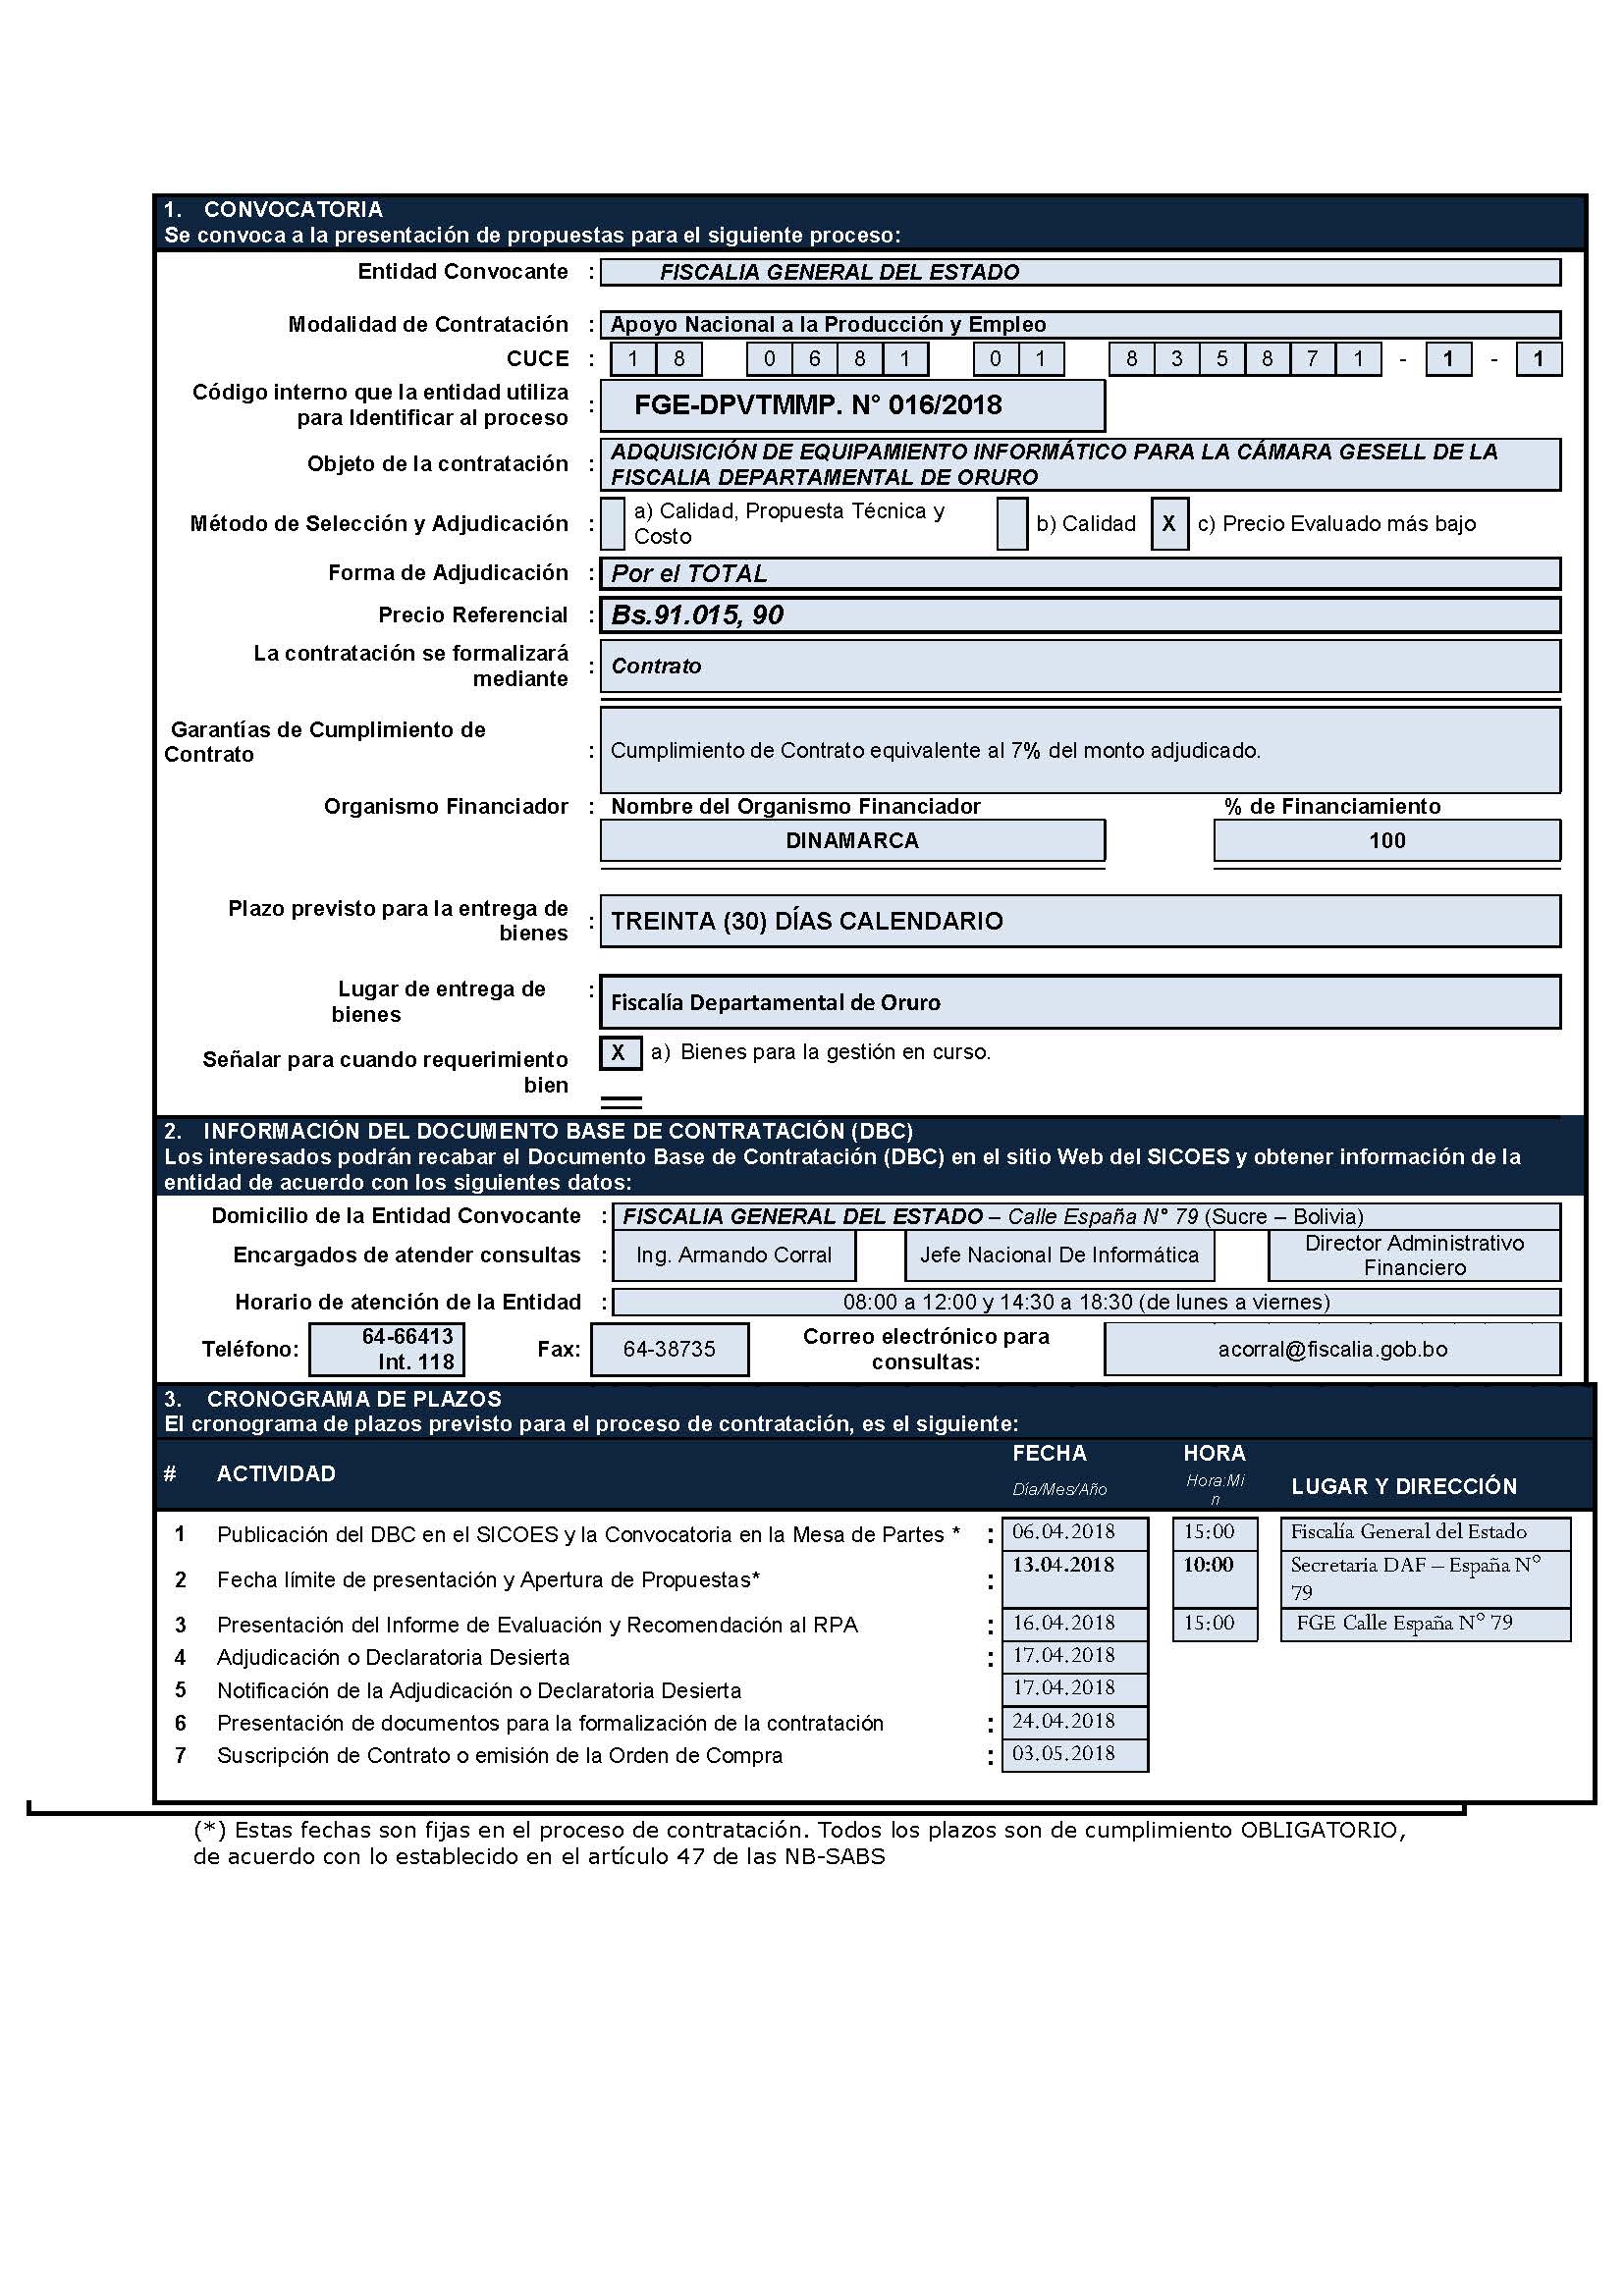 1. CONVOCATORIA
Se convoca a la presentación de propuestas para el siguiente proceso:
Entidad Convocante : FISCALIA GENERAL DEL ESTADO
Modalidad de Contratación : Apoyo Nacional a la Producción y Empleo
CUCE : 1 8 0 6 8 1 0 1 8 3 5 8 7 1 - 1 - 1
Código interno que la entidad utiliza
para Identificar al proceso : FGE-DPVTMMP. N° 016/2018
Objeto de la contratación : ADQUISICIÓN DE EQUIPAMIENTO INFORMÁTICO PARA LA CÁMARA GESELL DE LA
FISCALIA DEPARTAMENTAL DE ORURO
Método de Selección y Adjudicación : a) Calidad, Propuesta Técnica y
Costo
b) Calidad X c) Precio Evaluado más bajo
Forma de Adjudicación : Por el TOTAL
Precio Referencial : Bs.91.015, 90
La contratación se formalizará
mediante : Contrato
Garantías de Cumplimiento de
Contrato : Cumplimiento de Contrato equivalente al 7% del monto adjudicado.
Organismo Financiador : Nombre del Organismo Financiador % de Financiamiento
DINAMARCA 100
Plazo previsto para la entrega de
bienes : TREINTA (30) DÍAS CALENDARIO
Lugar de entrega de
bienes : Fiscalía Departamental de Oruro
Señalar para cuando requerimiento
bien
X a) Bienes para la gestión en curso.
2. INFORMACIÓN DEL DOCUMENTO BASE DE CONTRATACIÓN (DBC)
Los interesados podrán recabar el Documento Base de Contratación (DBC) en el sitio Web del SICOES y obtener información de la
entidad de acuerdo con los siguientes datos:
Domicilio de la Entidad Convocante : FISCALIA GENERAL DEL ESTADO – Calle España N° 79 (Sucre – Bolivia)
Encargados de atender consultas : Ing. Armando Corral Jefe Nacional De Informática Director Administrativo
Financiero
Horario de atención de la Entidad : 08:00 a 12:00 y 14:30 a 18:30 (de lunes a viernes)
Teléfono: 64-66413
Int. 118
Fax: 64-38735
Correo electrónico para
consultas: acorral@fiscalia.gob.bo
3. CRONOGRAMA DE PLAZOS
El cronograma de plazos previsto para el proceso de contratación, es el siguiente:
# ACTIVIDAD FECHA HORA LUGAR Y DIRECCIÓN
Día/Mes/Año Hora:Mi
n
1 Publicación del DBC en el SICOES y la Convocatoria en la Mesa de Partes * : 06.04.2018 15:00 Fiscalía General del Estado
2 Fecha límite de presentación y Apertura de Propuestas* : 13.04.2018 10:00 Secretaria DAF – España N°
79
3 Presentación del Informe de Evaluación y Recomendación al RPA : 16.04.2018 15:00 FGE Calle España N° 79
4 Adjudicación o Declaratoria Desierta : 17.04.2018
5 Notificación de la Adjudicación o Declaratoria Desierta 17.04.2018
6 Presentación de documentos para la formalización de la contratación : 24.04.2018
7 Suscripción de Contrato o emisión de la Orden de Compra : 03.05.2018
(*) Estas fechas son fijas en el proceso de contratación. Todos los plazos son de cumplimiento OBLIGATORIO,
de acuerdo con lo establecido en el artículo 47 de las NB-SABS